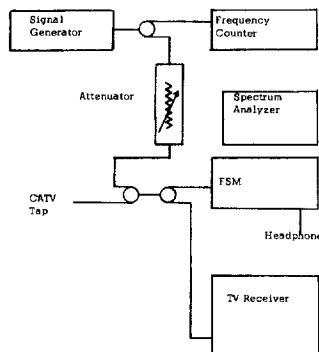 Signal
Generator
Frequency
Counter
Attenuator
Spectrum
Analyzer
CATV
Tap
FSM
Headphone
TV Receiver